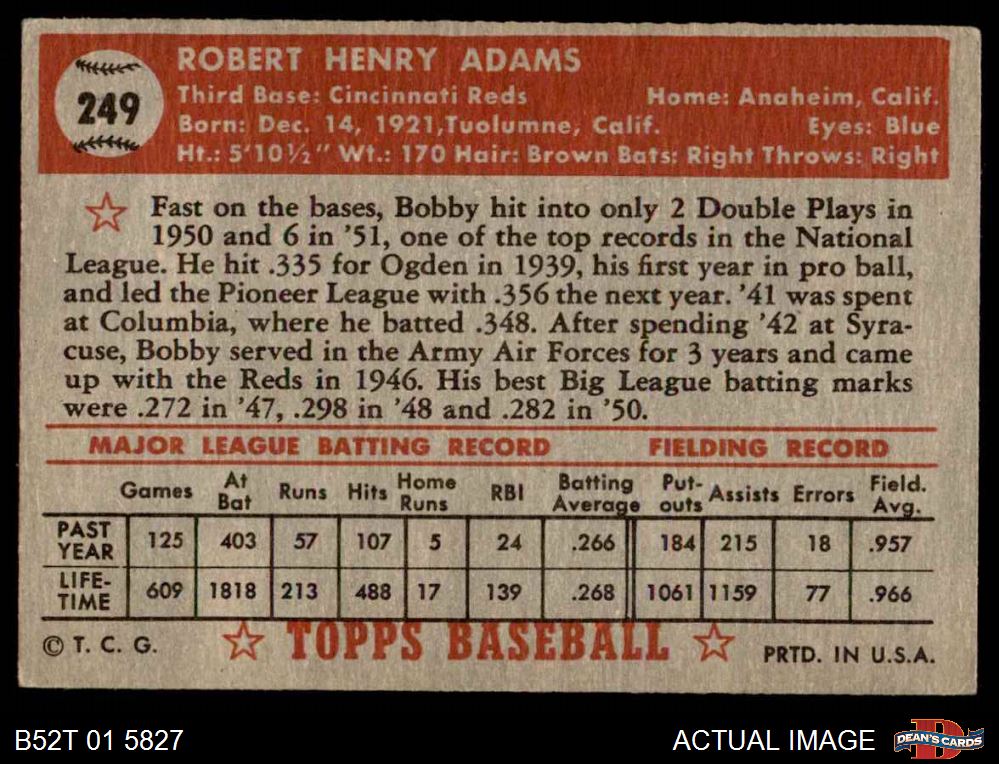 249
ROBERT HENRY ADAMS
Third Base: Cincinnati Reds Home: Anaheim, Calif.
Born: Dec. 14, 1921, Tuolumne, Calif. Eyes: Blue
Ht.: 5'10½" Wt.: 170 Hair: Brown Bats: Right Throws: Right
Fast on the bases, Bobby hit into only 2 Double Plays in
1950 and 6 in '51, one of the top records in the National
League. He hit .335 for Ogden in 1939, his first year in pro ball,
and led the Pioneer League with .356 the next year. '41 was spent
at Columbia, where he batted .348. After spending '42 at Syra-
cuse, Bobby served in the Army Air Forces for 3 years and came
up with the Reds in 1946. His best Big League batting marks
were .272 in '47, .298 in '48 and .282 in '50.
MAJOR LEAGUE BATTING RECORD FIELDING RECORD
Games At Bat Runs Hits Home Runs RBI Batting Average Put-outs Assists Errors Field. Avg.
PAST YEAR 125 403 57 107 5 24 .266 184 215 18 .957
LIFE-TIME 609 1818 213 488 17 139 .268 1061 1159 77 .966
© T. C. G. TOPPS BASEBALL PRTD. IN U.S.A.
B52T 01 5827 ACTUAL IMAGE DEAN'S CARDS